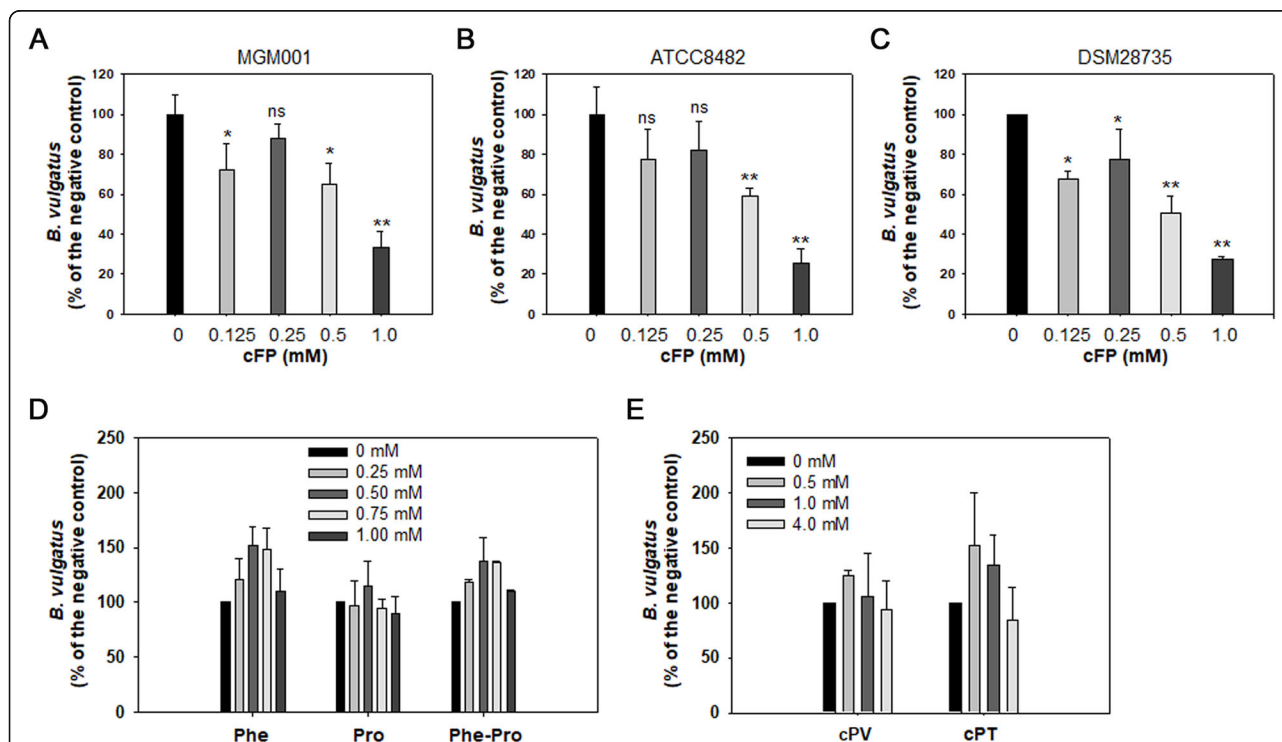 A
MGM001
B. vulgatus
(% of the negative control)
120
100
80
60
40
20
0
*
ns
*
**
0 0.125 0.25 0.5 1.0
cFP (mM)
B
ATCC8482
B. vulgatus
(% of the negative control)
120
100
80
60
40
20
0
ns
ns
**
**
0 0.125 0.25 0.5 1.0
cFP (mM)
C
DSM28735
B. vulgatus
(% of the negative control)
120
100
80
60
40
20
0
*
*
**
**
0 0.125 0.25 0.5 1.0
cFP (mM)
D
B. vulgatus
(% of the negative control)
250
200
150
100
50
0
0 mM
0.25 mM
0.50 mM
0.75 mM
1.00 mM
Phe Pro Phe-Pro
E
B. vulgatus
(% of the negative control)
250
200
150
100
50
0
0 mM
0.5 mM
1.0 mM
4.0 mM
cPV cPT